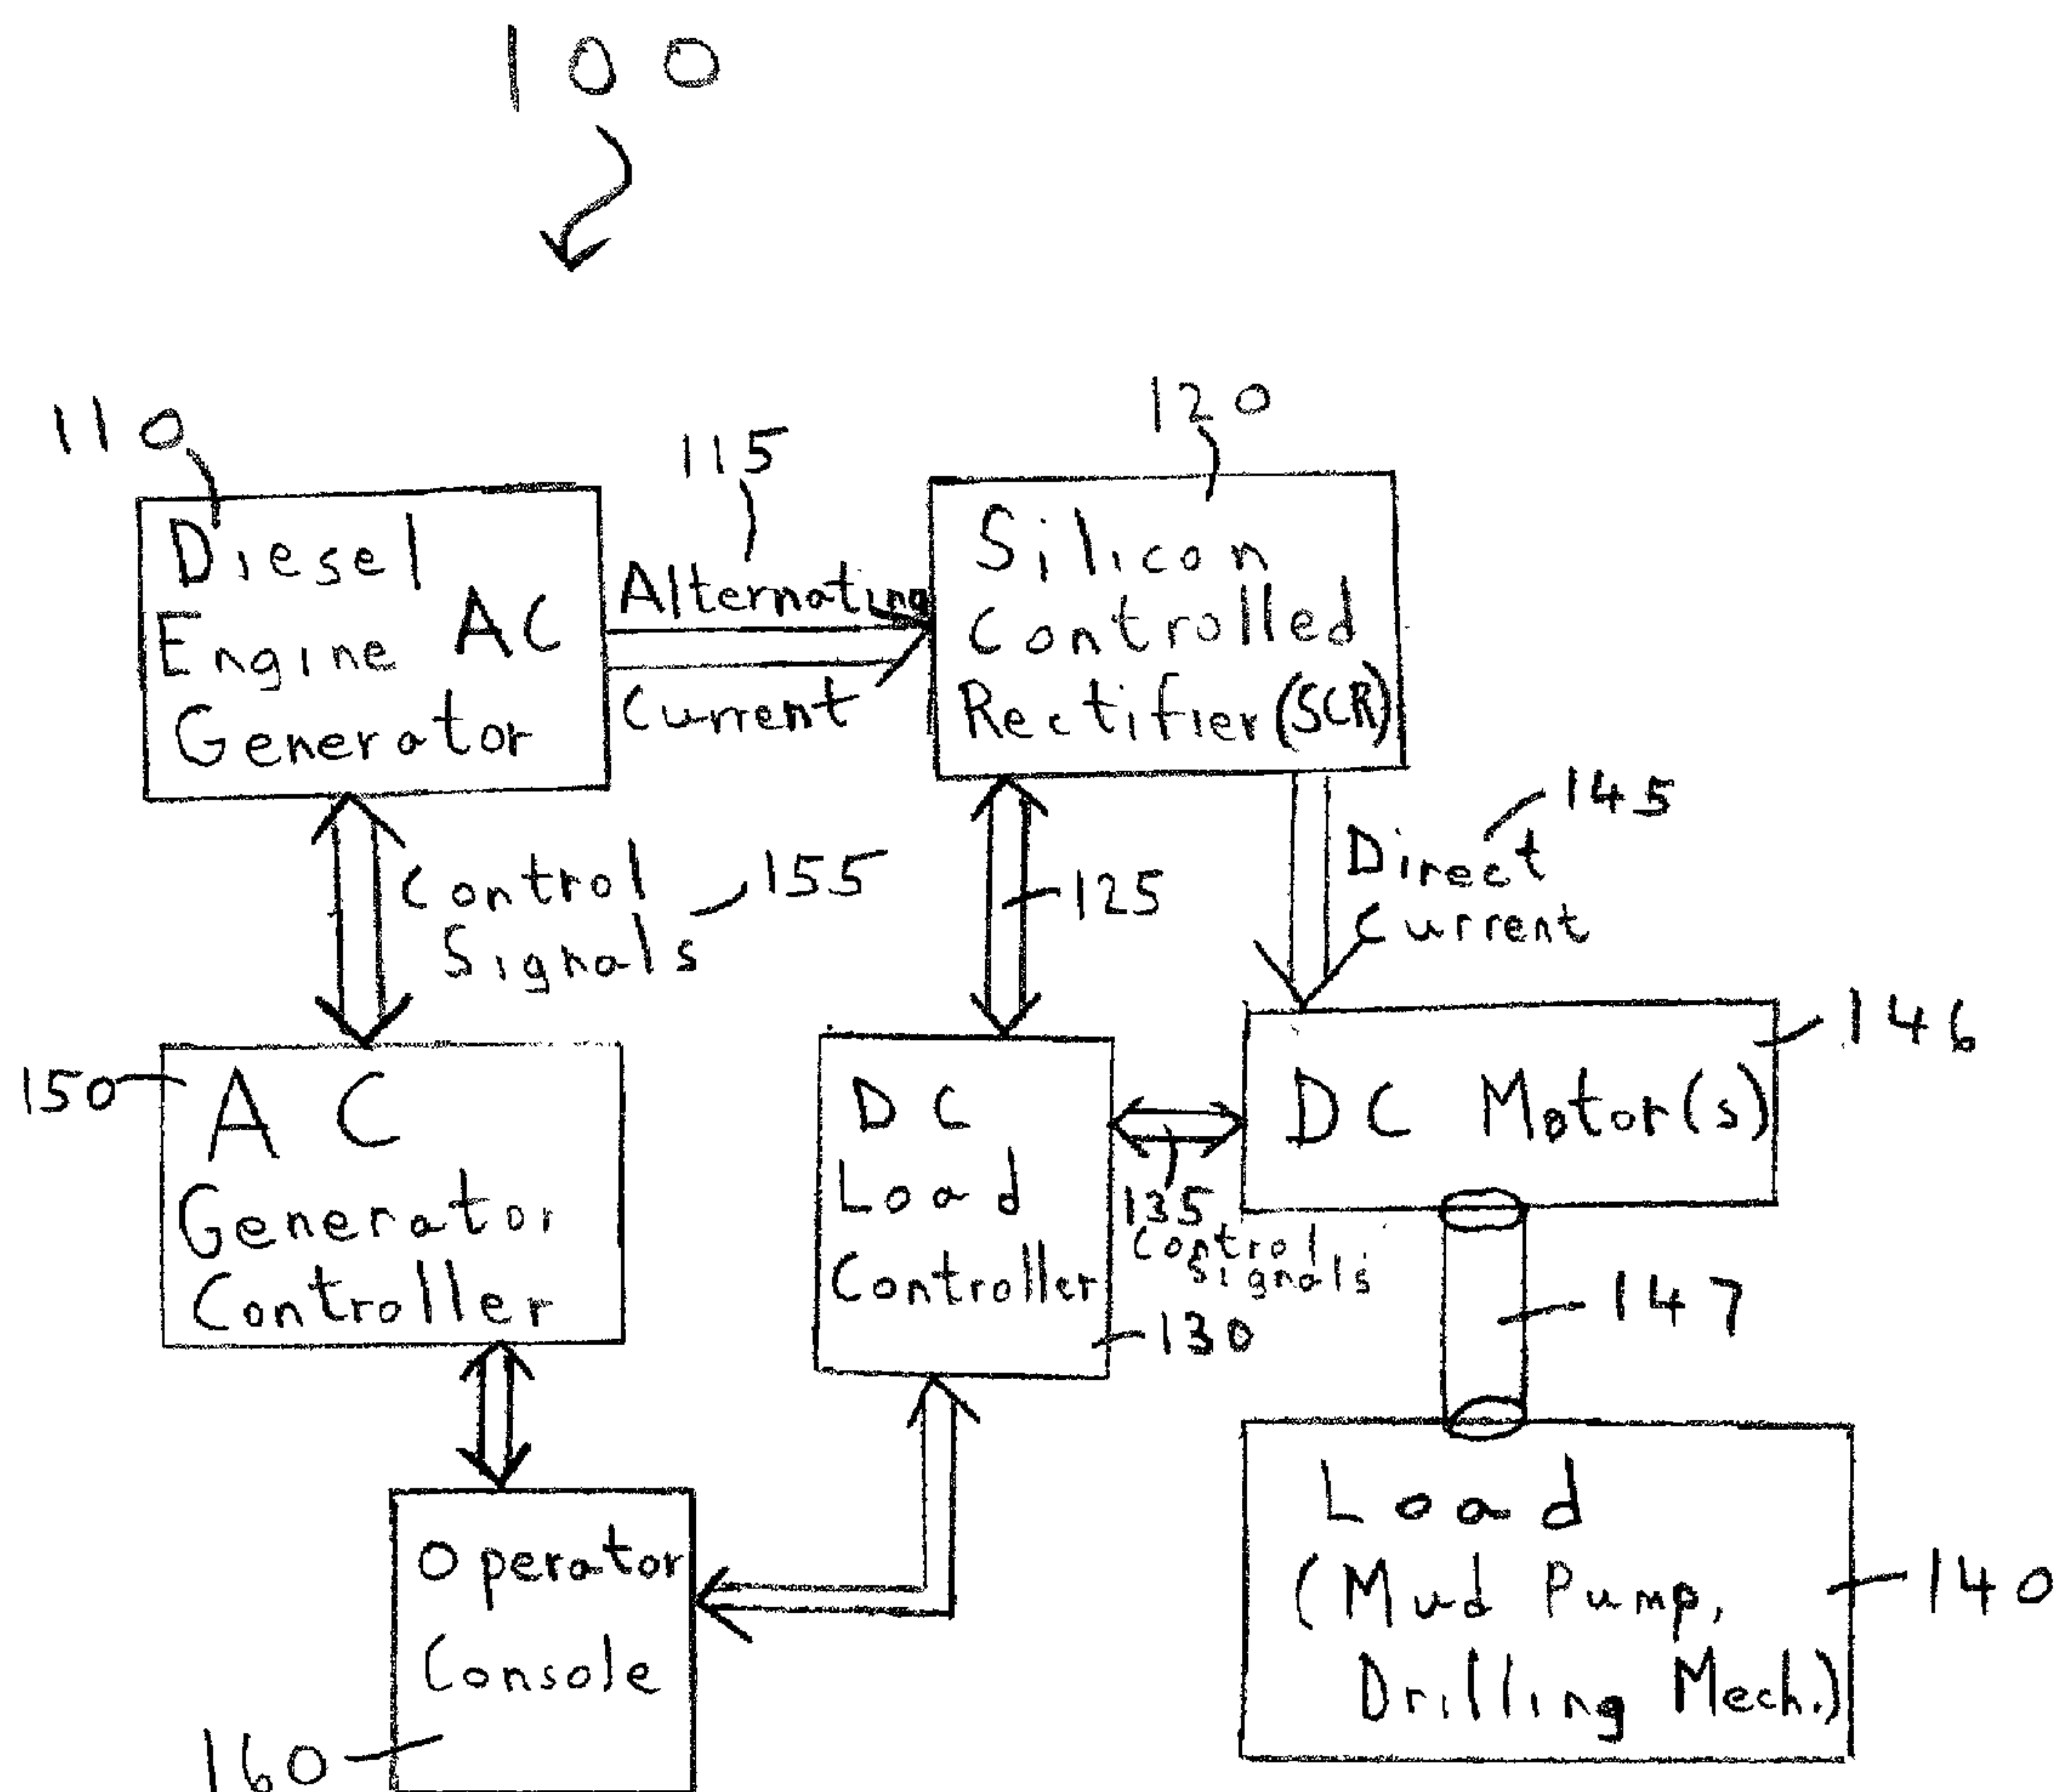 100
110
115
120
Diesel
Engine AC
Generator
Alternating
Current
Silicon
Controlled
Rectifier (SCR)
Control
Signals
155
125
145
Direct
Current
150
AC
Generator
Controller
DC
Load
Controller
130
135
Control
Signals
DC Motor(s)
146
147
Operator
Console
160
Load
(Mud Pump,
Drilling Mech.)
140